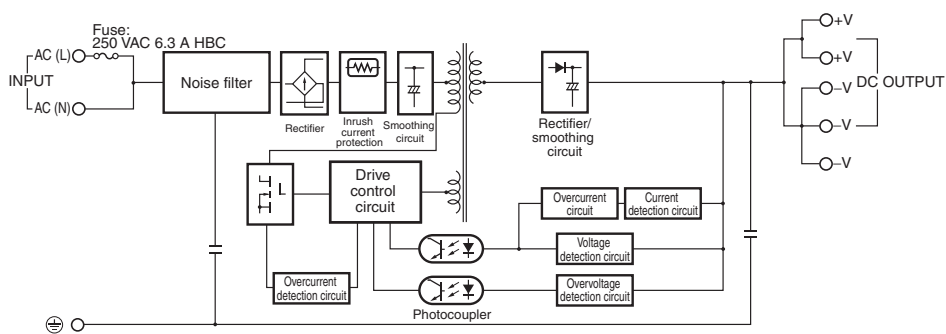 Fuse:
250 VAC 6.3 A HBC
AC (L)
INPUT
AC (N)
Noise filter
Rectifier
Inrush
current
protection
Smoothing
circuit
Rectifier/
smoothing
circuit
+V
+V
–V
–V
–V
DC OUTPUT
Drive
control
circuit
Overcurrent
circuit
Current
detection circuit
Voltage
detection circuit
Overcurrent
detection circuit
Overvoltage
detection circuit
Photocoupler